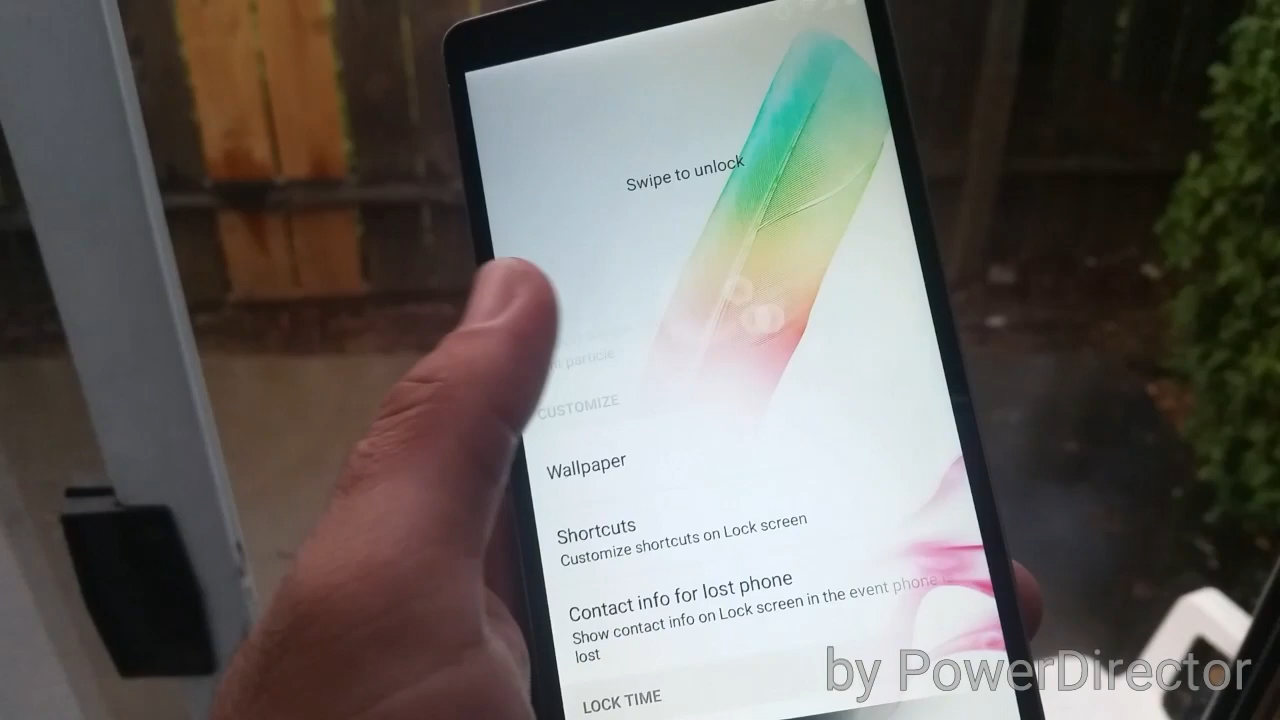 Swipe to unlock
particle
CUSTOMIZE
Wallpaper
Shortcuts
Customize shortcuts on Lock screen
Contact info for lost phone
Show contact info on Lock screen in the event phone
lost
LOCK TIME
by PowerDirector